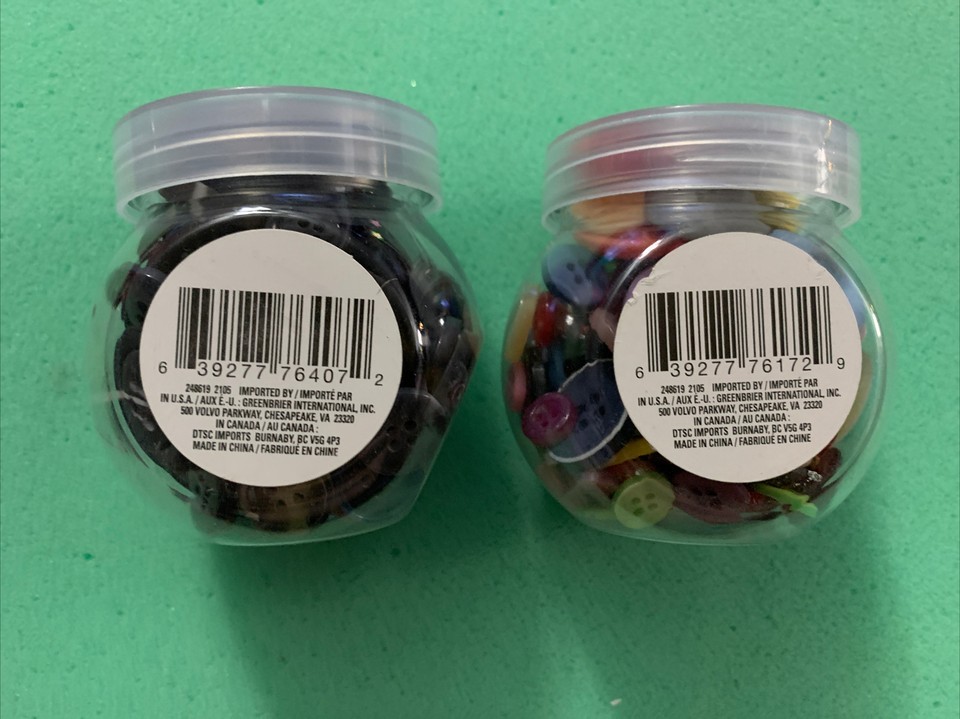 6 39277 76407 2
248619 2105 IMPORTED BY / IMPORTÉ PAR
IN U.S.A. / AUX É.-U. : GREENBRIER INTERNATIONAL, INC.
500 VOLVO PARKWAY, CHESAPEAKE, VA 23320
IN CANADA / AU CANADA :
DTSC IMPORTS BURNABY, BC V5G 4P3
MADE IN CHINA / FABRIQUÉ EN CHINE
6 39277 76172 9
248619 2105 IMPORTED BY / IMPORTÉ PAR
IN U.S.A. / AUX É.-U. : GREENBRIER INTERNATIONAL, INC.
500 VOLVO PARKWAY, CHESAPEAKE, VA 23320
IN CANADA / AU CANADA :
DTSC IMPORTS BURNABY, BC V5G 4P3
MADE IN CHINA / FABRIQUÉ EN CHINE